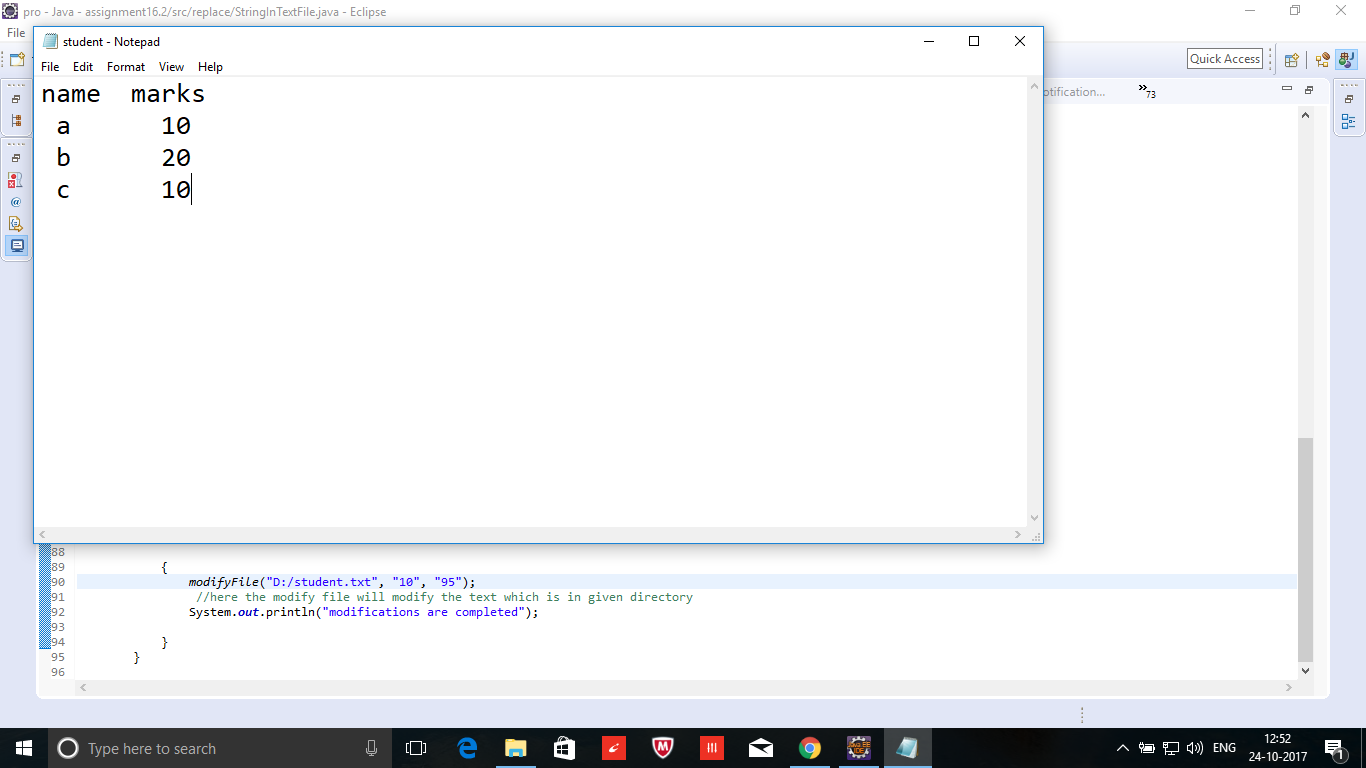 pro - Java - assignment16.2/src/replace/StringInTextFile.java - Eclipse
File
student - Notepad
File Edit Format View Help
Quick Access
name marks
a 10
b 20
c 10
otification...
73
88
89 {
90 modifyFile("D:/student.txt", "10", "95");
91 //here the modify file will modify the text which is in given directory
92 System.out.println("modifications are completed");
93
94 }
95 }
96
Type here to search
ENG
12:52
24-10-2017
1